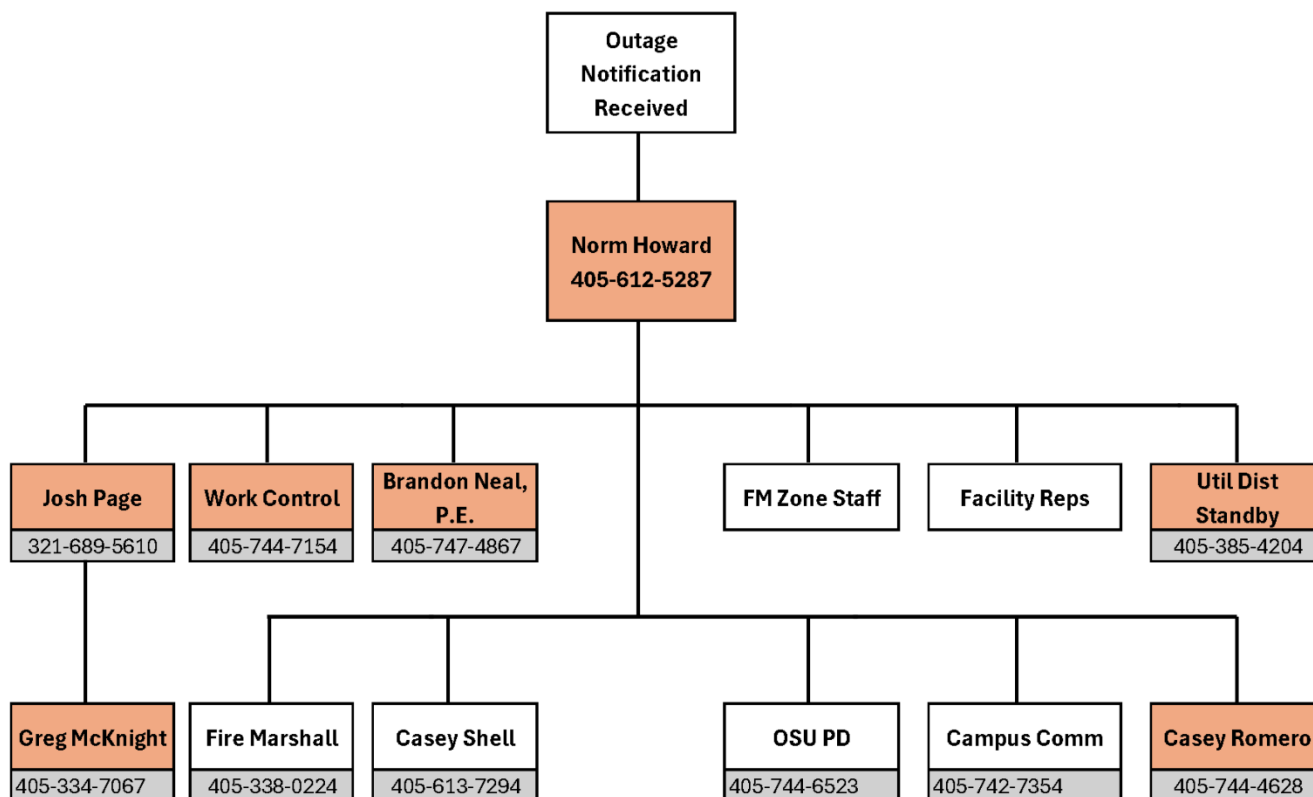 Outage
Notification
Received
Norm Howard
405-612-5287
Josh Page
321-689-5610
Work Control
405-744-7154
Brandon Neal,
P.E.
405-747-4867
FM Zone Staff
Facility Reps
Util Dist
Standby
405-385-4204
Greg McKnight
405-334-7067
Fire Marshall
405-338-0224
Casey Shell
405-613-7294
OSU PD
405-744-6523
Campus Comm
405-742-7354
Casey Romero
405-744-4628